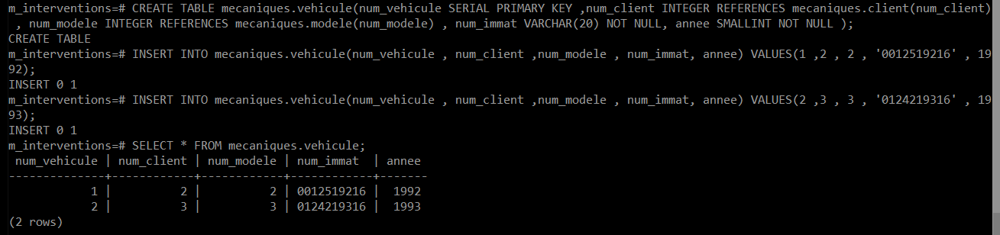 m_interventions=# CREATE TABLE mecaniques.vehicule(num_vehicule SERIAL PRIMARY KEY ,num_client INTEGER REFERENCES mecaniques.client(num_client)
 , num_modele INTEGER REFERENCES mecaniques.modele(num_modele) , num_immat VARCHAR(20) NOT NULL, annee SMALLINT NOT NULL );
CREATE TABLE
m_interventions=# INSERT INTO mecaniques.vehicule(num_vehicule , num_client ,num_modele , num_immat, annee) VALUES(1 ,2 , 2 , '0012519216' , 19
92);
INSERT 0 1
m_interventions=# INSERT INTO mecaniques.vehicule(num_vehicule , num_client ,num_modele , num_immat, annee) VALUES(2 ,3 , 3 , '0124219316' , 19
93);
INSERT 0 1
m_interventions=# SELECT * FROM mecaniques.vehicule;
 num_vehicule | num_client | num_modele | num_immat  | annee
--------------+------------+------------+------------+-------
            1 |          2 |          2 | 0012519216 |  1992
            2 |          3 |          3 | 0124219316 |  1993
(2 rows)